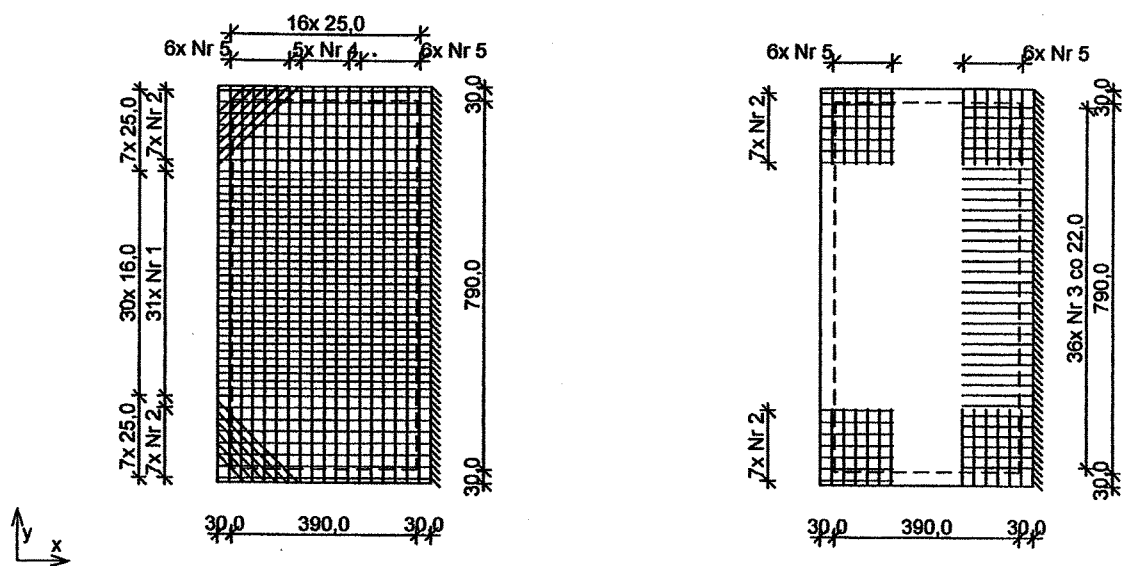 16x 25,0
6x Nr 5
5x Nr 4
6x Nr 5
7x 25,0
7x Nr 2
30x 16,0
31x Nr 1
7x 25,0
7x Nr 2
30,0
790,0
30,0
30,0
390,0
30,0
y
x
6x Nr 5
6x Nr 5
7x Nr 2
7x Nr 2
30,0
36x Nr 3 co 22,0
790,0
30,0
30,0
390,0
30,0